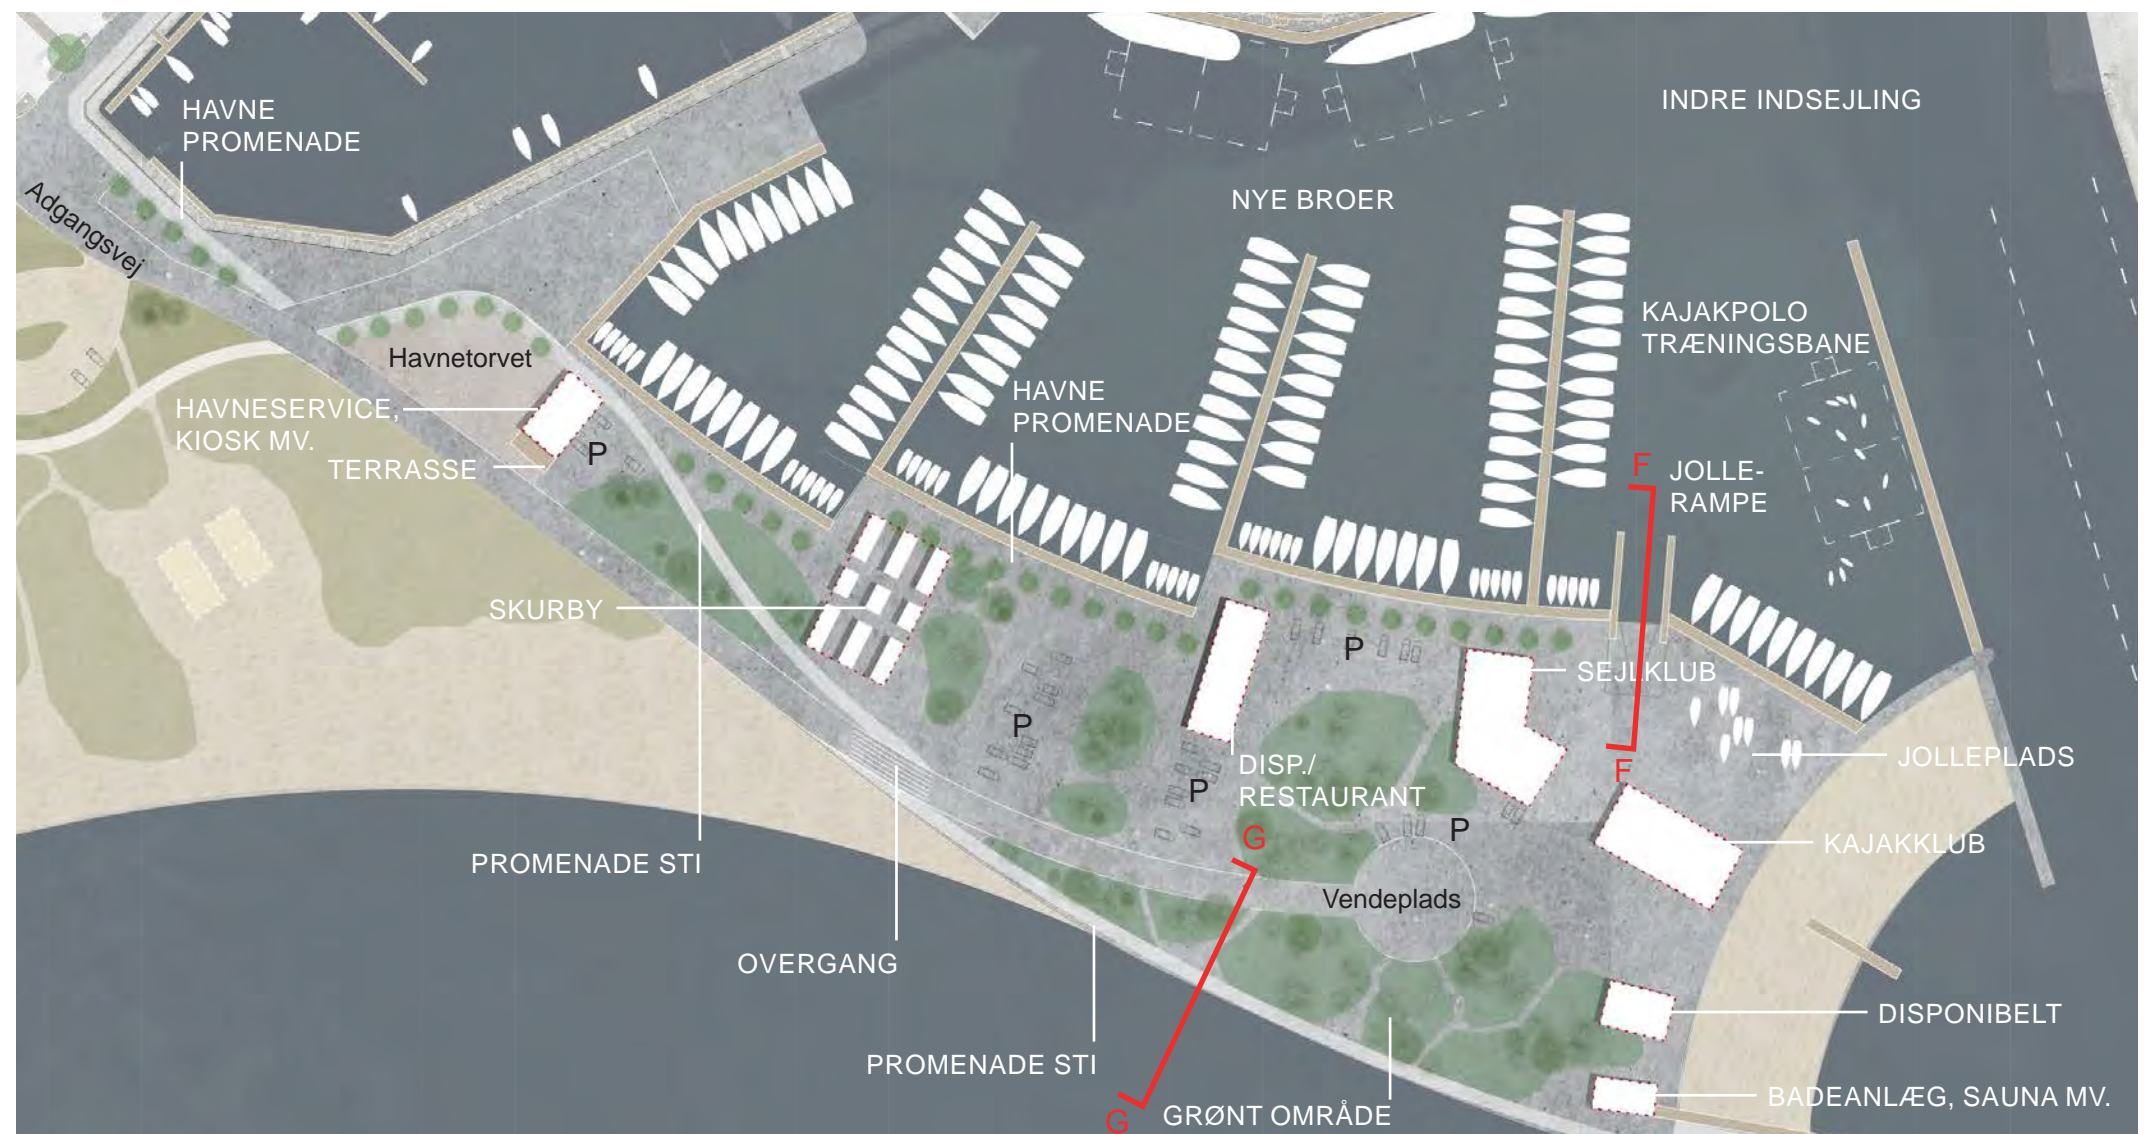 INDRE INDSEJLING
HAVNE
PROMENADE
Adgangsvej
NYE BROER
KAJAKPOLO
TRÆNINGSBANE
Havnetorvet
HAVNESERVICE,
KIOSK MV.
TERRASSE
P
HAVNE
PROMENADE
F
JOLLE-
RAMPE
SKURBY
P
SEJLKLUB
P
P
DISP./
RESTAURANT
F
JOLLEPLADS
P
G
KAJAKKLUB
PROMENADE STI
Vendeplads
OVERGANG
DISPONIBELT
PROMENADE STI
G
GRØNT OMRÅDE
BADEANLÆG, SAUNA MV.